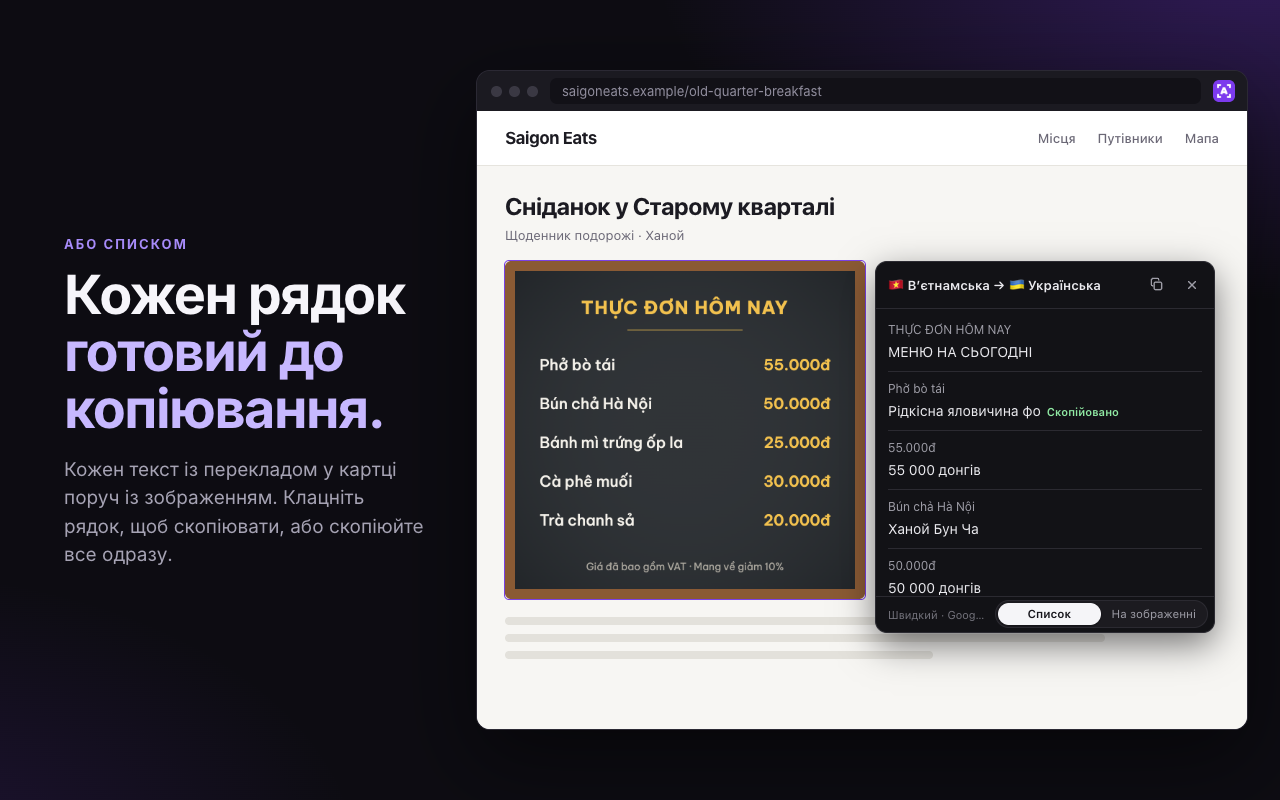 АБО СПИСКОМ
Кожен рядок
готовий до
копіювання.
Кожен текст із перекладом у картці
поруч із зображенням. Клацніть
рядок, щоб скопіювати, або скопіюйте
все одразу.
saigoneats.example/old-quarter-breakfast
Saigon Eats
Місця Путівники Мапа
Сніданок у Старому кварталі
Щоденник подорожі · Ханой
THỰC ĐƠN HÔM NAY
Phở bò tái 55.000đ
Bún chả Hà Nội 50.000đ
Bánh mì trứng ốp la 25.000đ
Cà phê muối 30.000đ
Trà chanh sả 20.000đ
Giá đã bao gồm VAT · Mang về giảm 10%
В’єтнамська → Українська
THỰC ĐƠN HÔM NAY
МЕНЮ НА СЬОГОДНІ
Phở bò tái
Рідкісна яловичина фо Скопійовано
55.000đ
55 000 донгів
Bún chả Hà Nội
Ханой Бун Ча
50.000đ
50 000 донгів
Швидкий · Goog... Список На зображенні